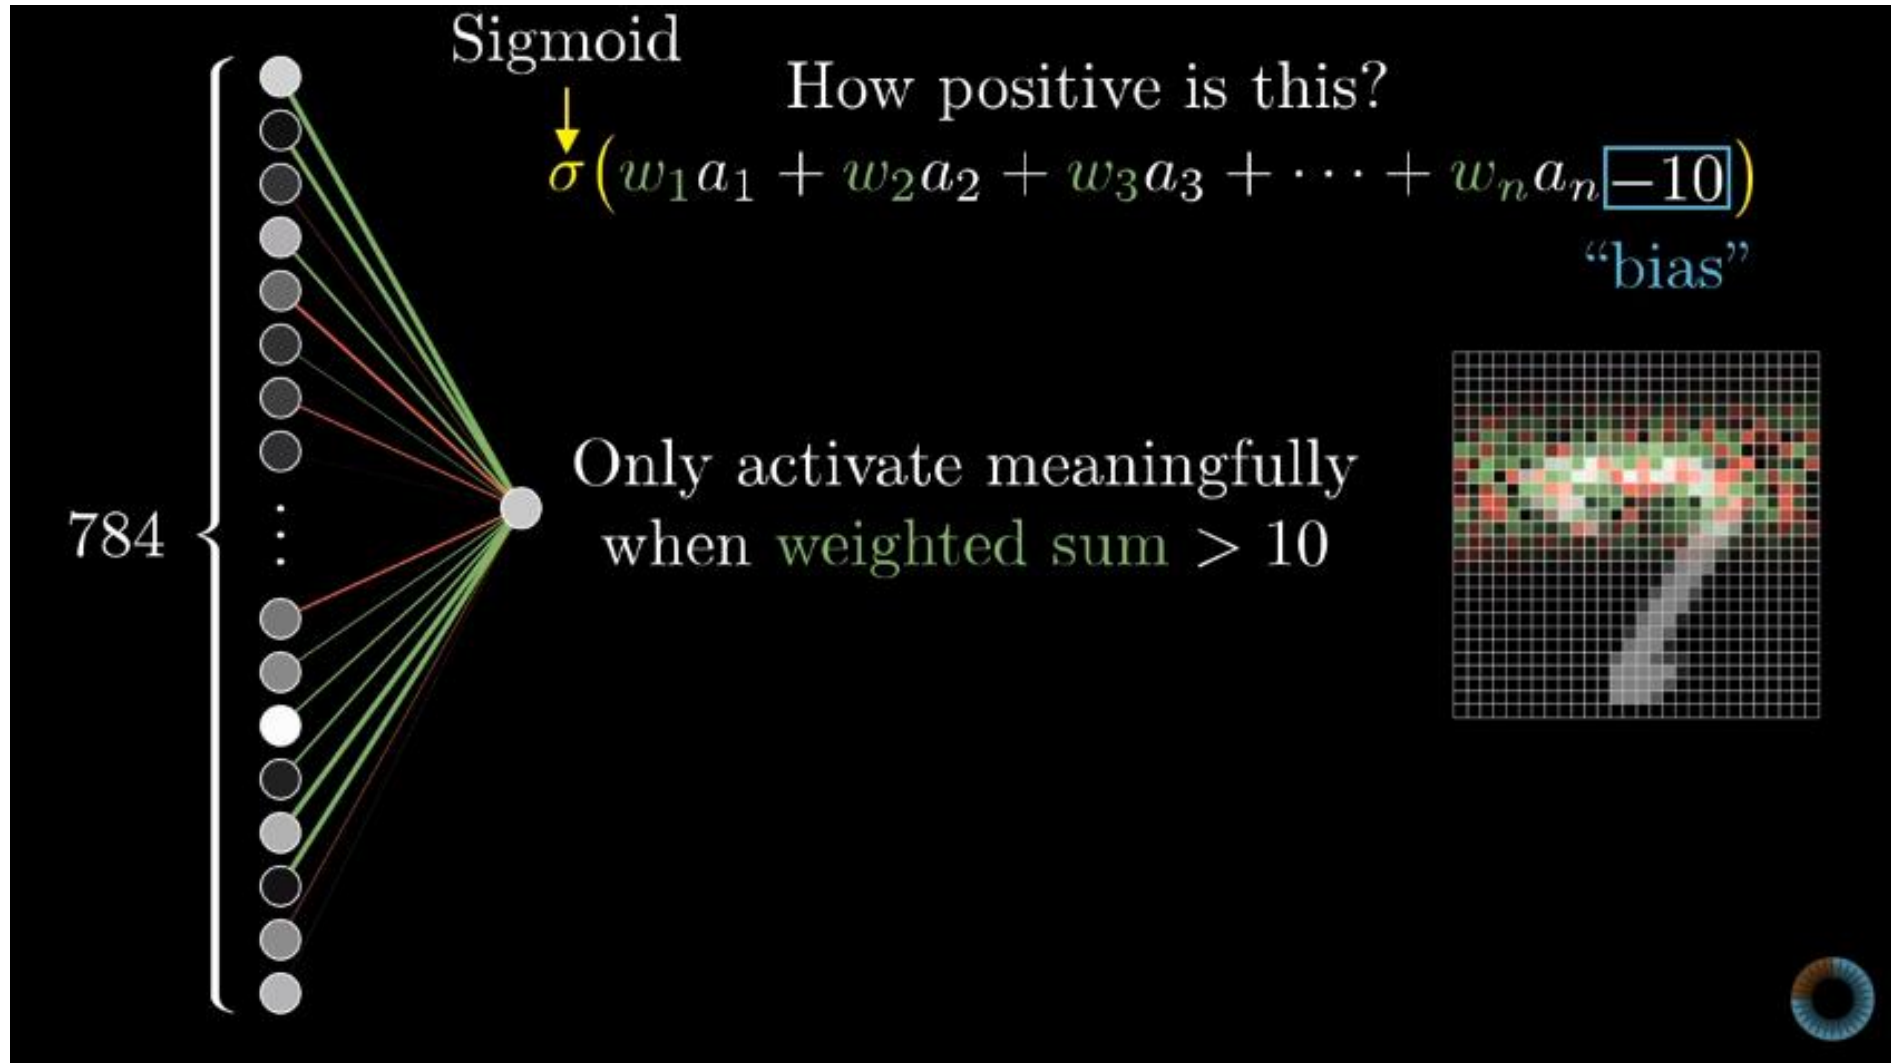 Sigmoid
How positive is this?
σ(w₁a₁ + w₂a₂ + w₃a₃ + ⋯ + wₙaₙ −10)
“bias”
Only activate meaningfully
when weighted sum > 10
784